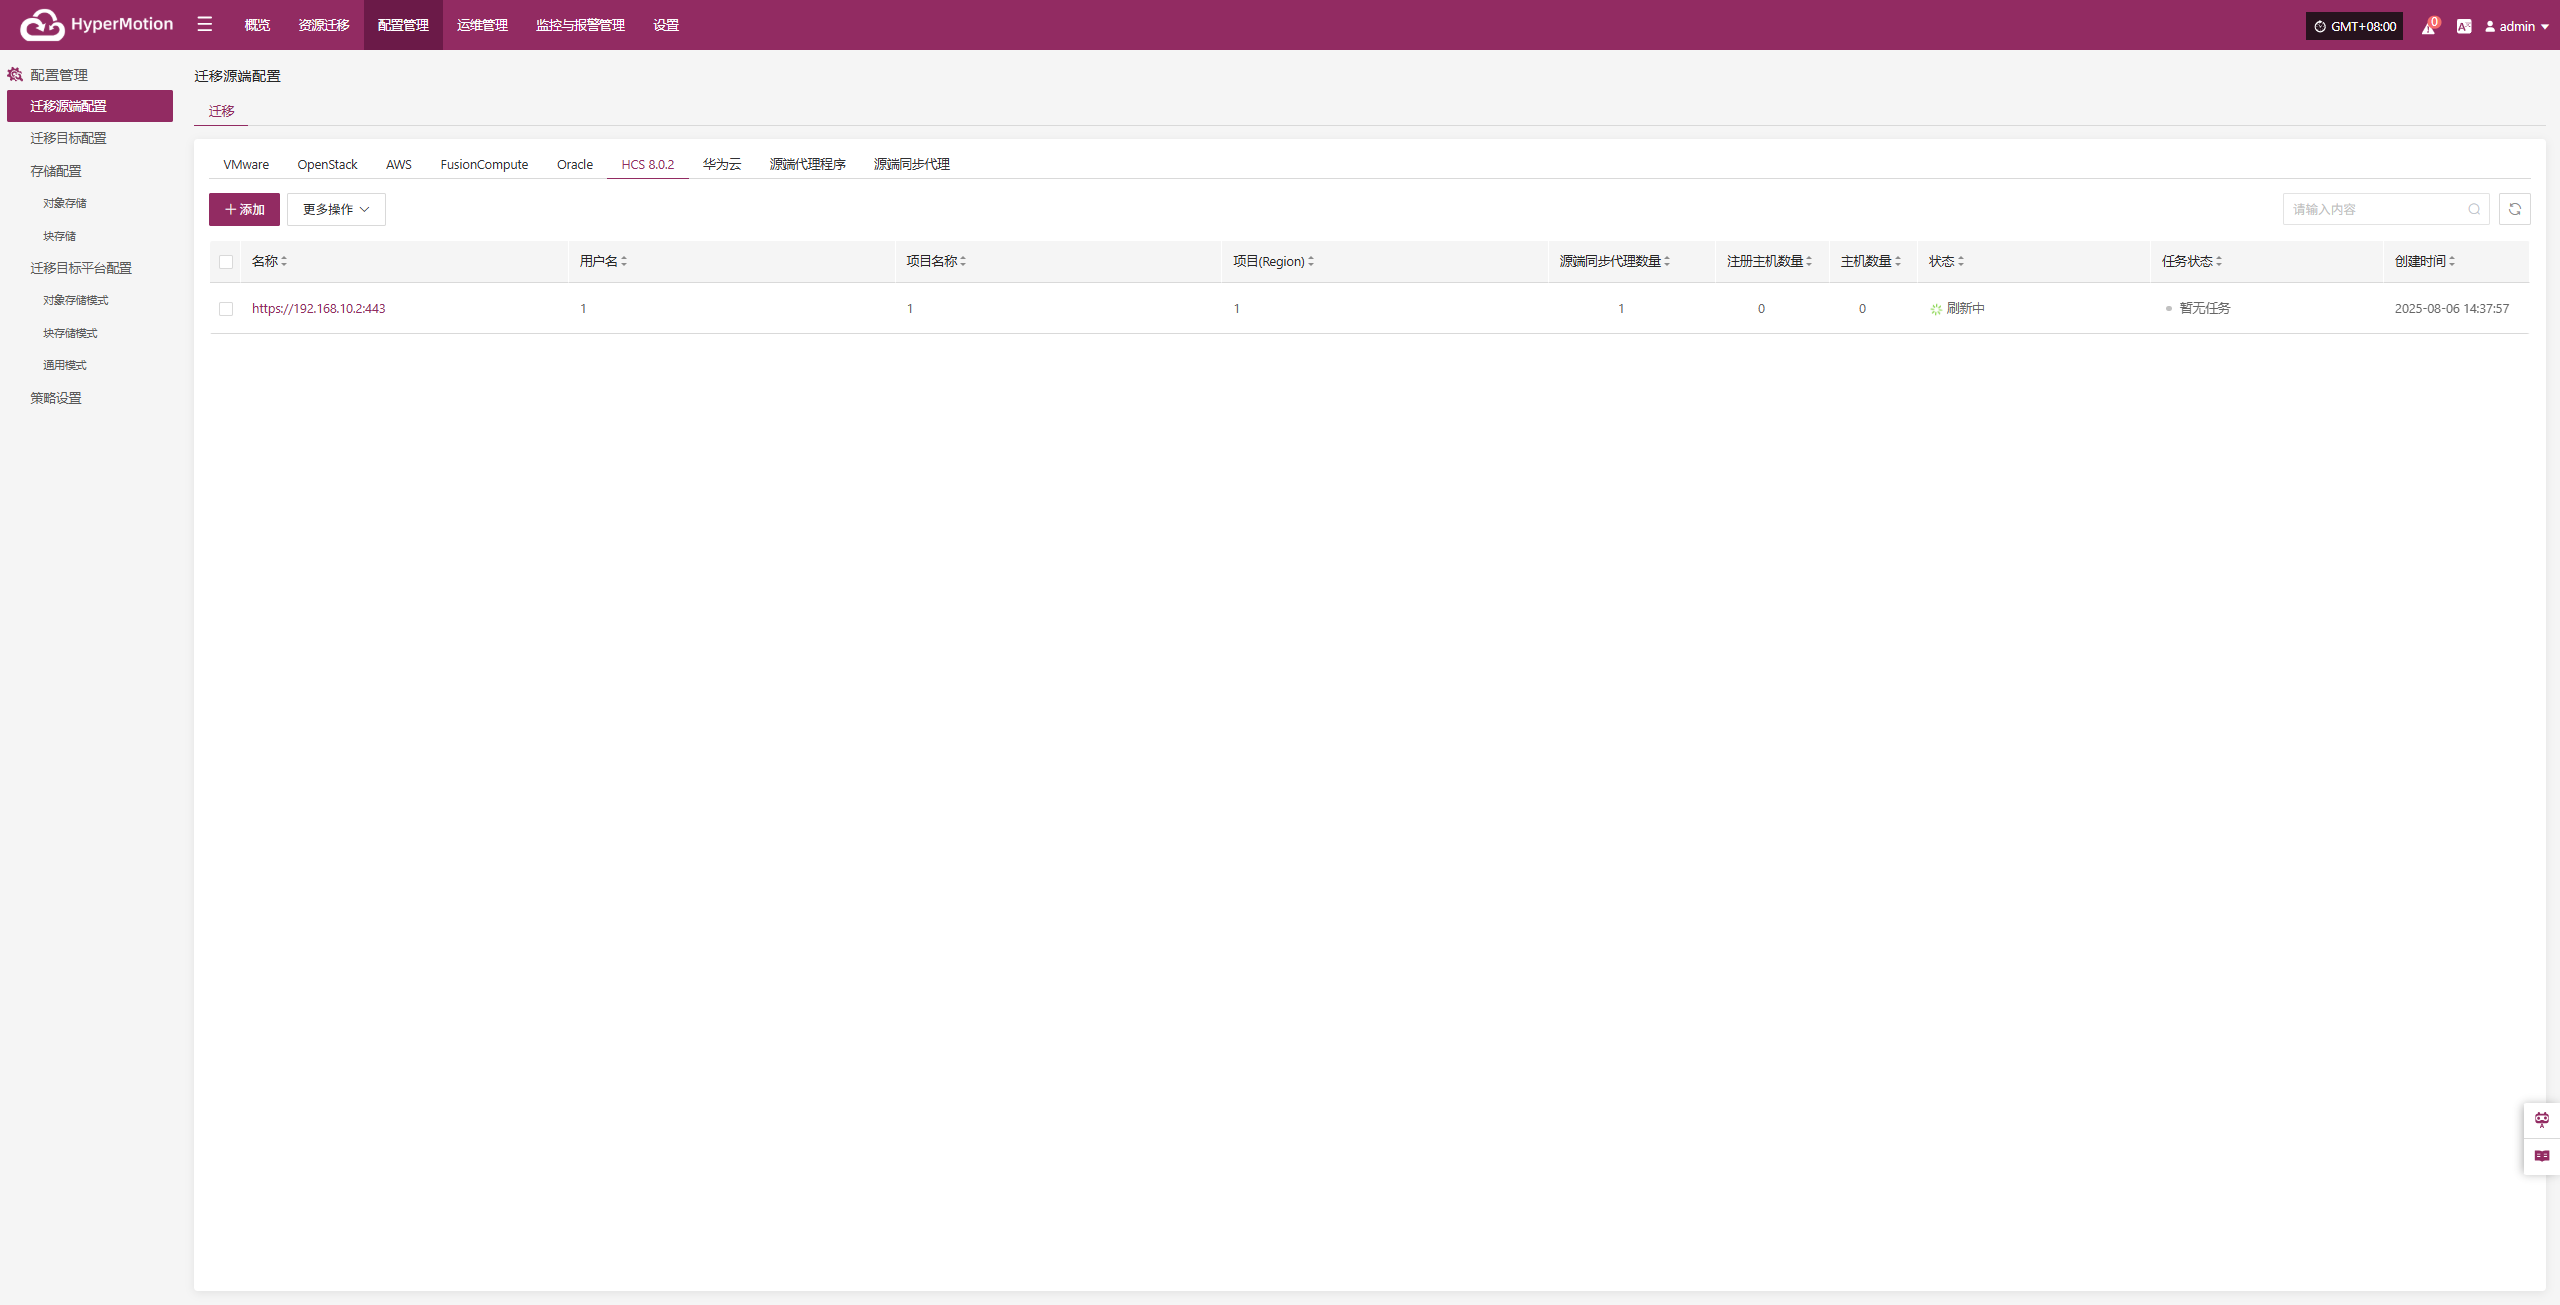 HyperMotion 概览 资源迁移 配置管理 运维管理 监控与报警管理 设置 GMT+08:00 0 admin
配置管理
迁移源端配置
迁移目标配置
存储配置
对象存储
块存储
迁移目标平台配置
对象存储模式
块存储模式
通用模式
策略设置
迁移源端配置
迁移
VMware OpenStack AWS FusionCompute Oracle HCS 8.0.2 华为云 源端代理程序 源端同步代理
添加 更多操作 请输入内容
名称 用户名 项目名称 项目(Region) 源端同步代理数量 注册主机数量 主机数量 状态 任务状态 创建时间
https://192.168.10.2:443 1 1 1 1 0 0 刷新中 暂无任务 2025-08-06 14:37:57